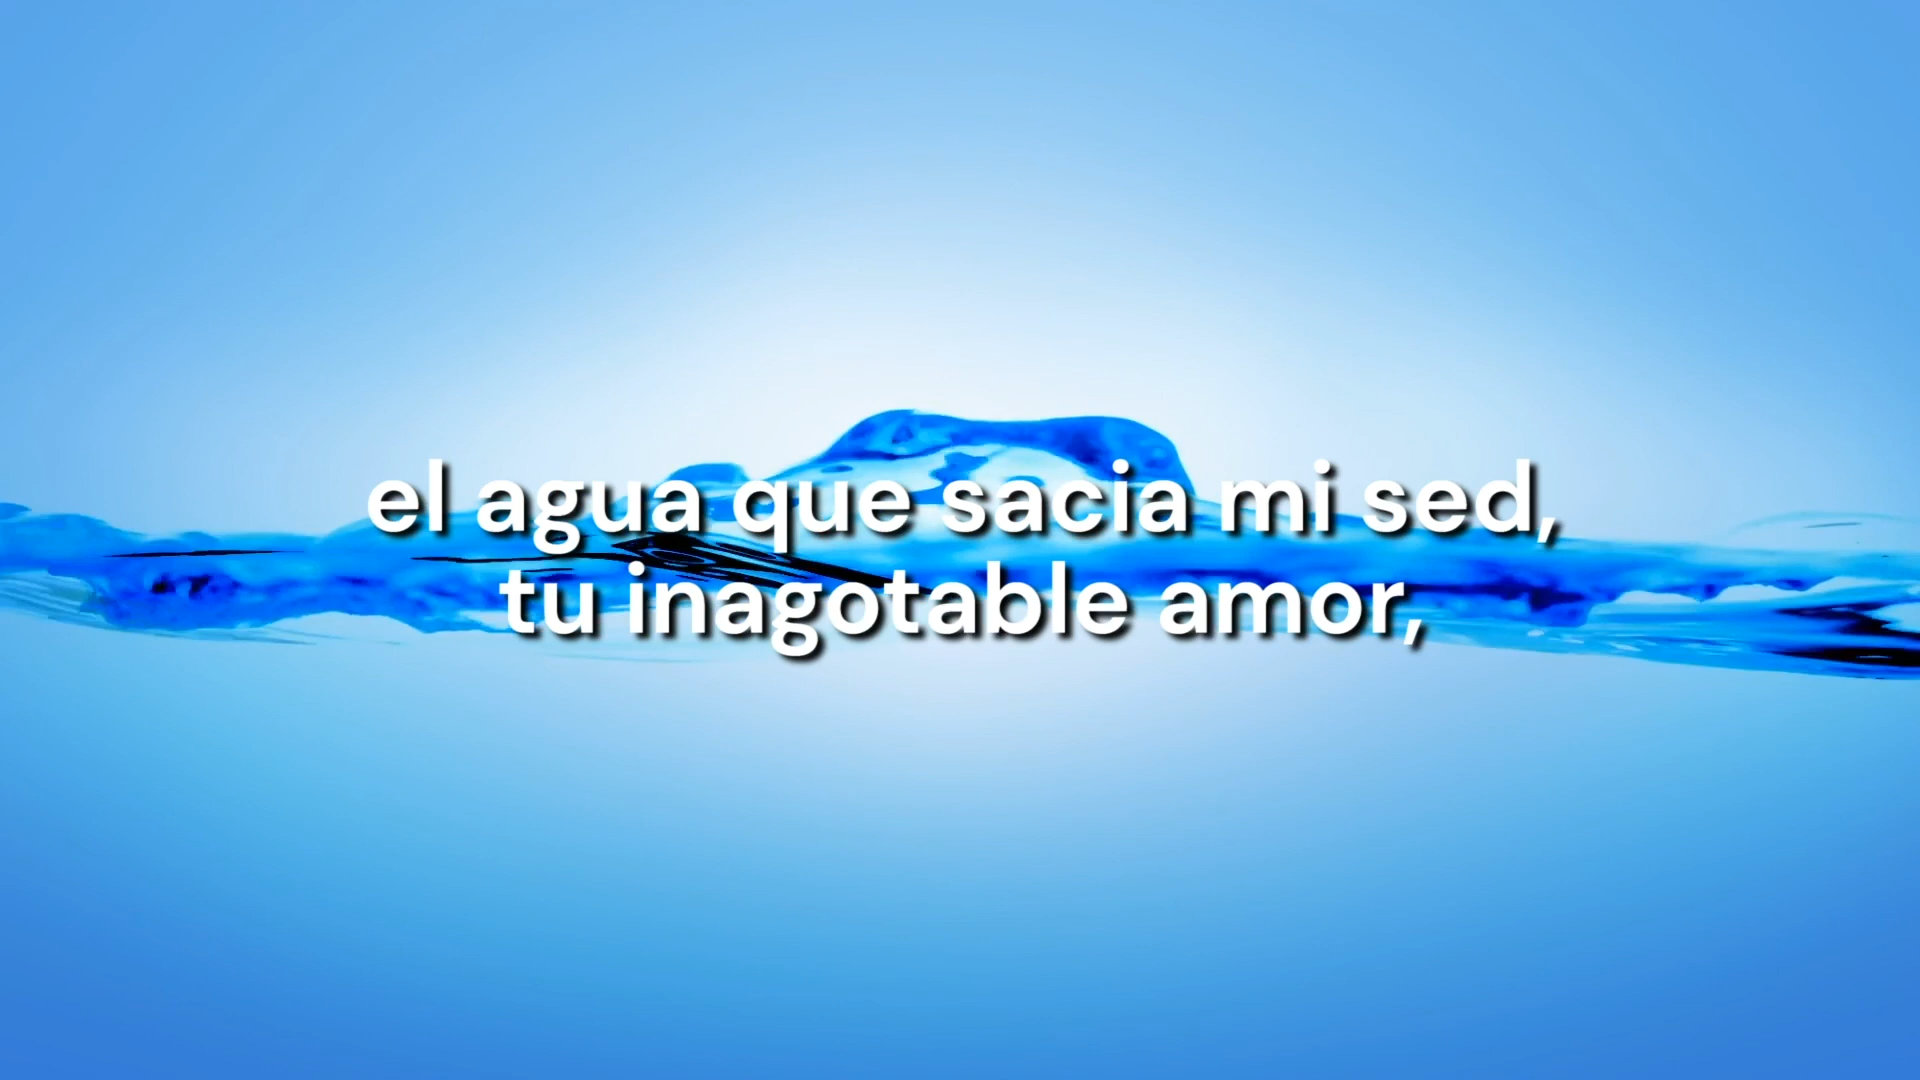 el agua que sacia mi sed,
tu inagotable amor,